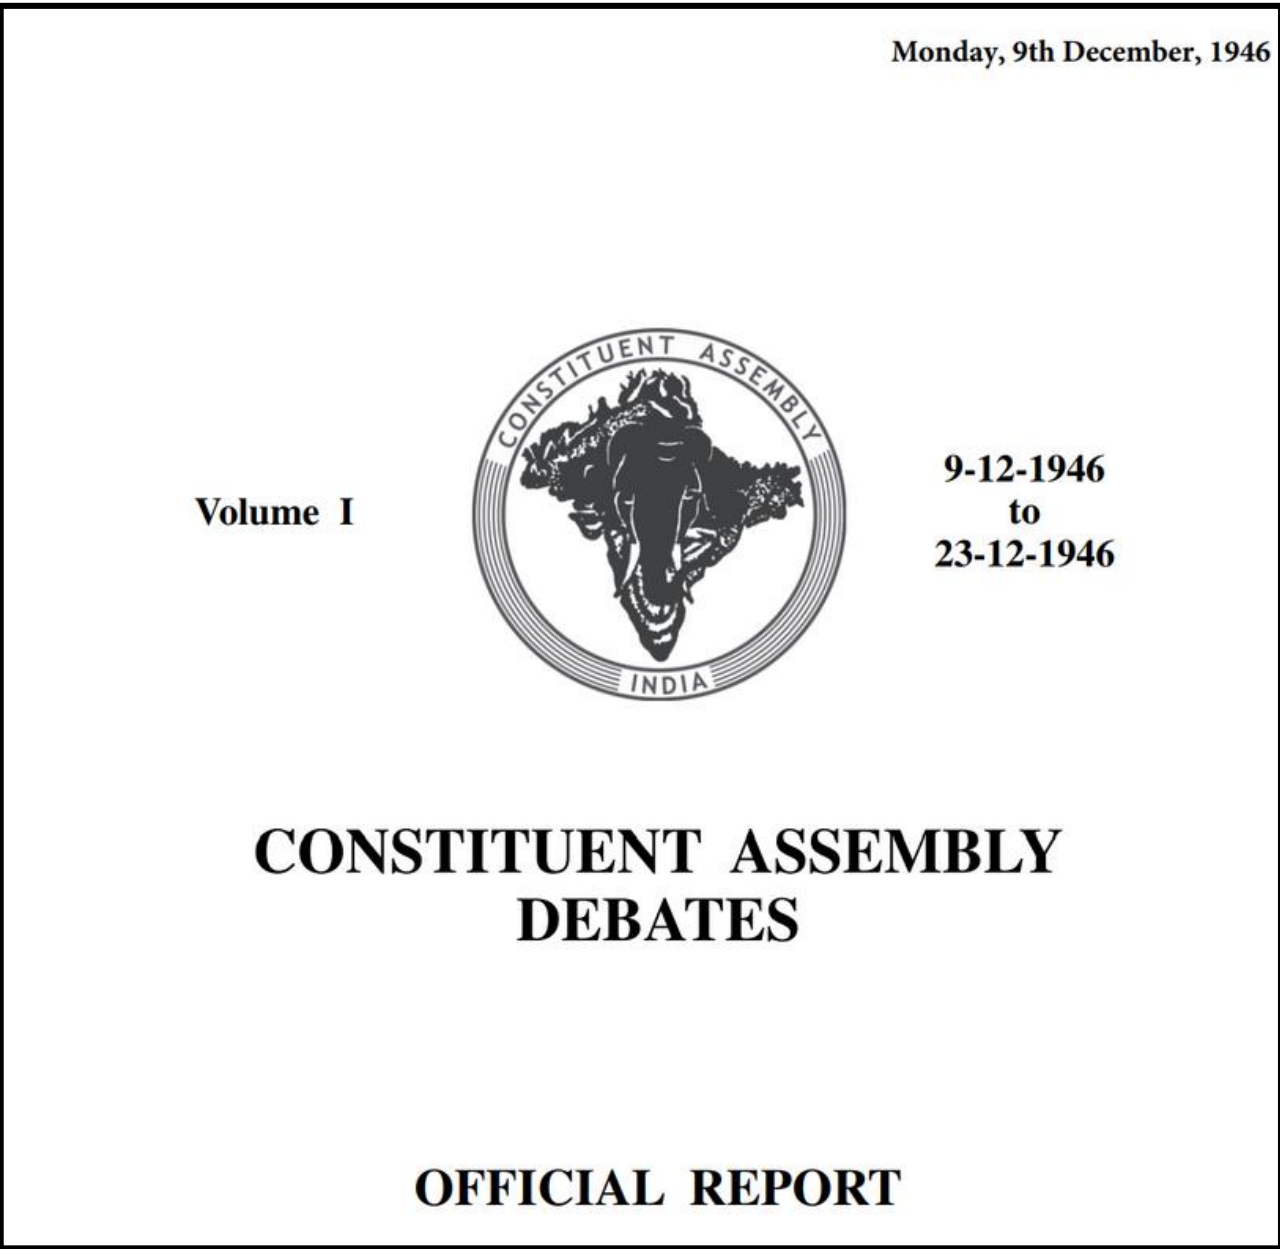 Monday, 9th December, 1946
CONSTITUENT ASSEMBLY
INDIA
Volume I
9-12-1946
to
23-12-1946
CONSTITUENT ASSEMBLY
DEBATES
OFFICIAL REPORT